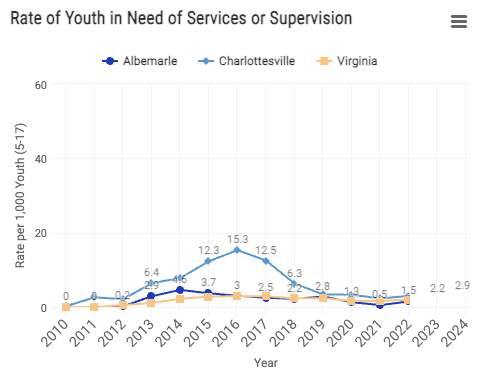 Rate of Youth in Need of Services or Supervision
Albemarle Charlottesville Virginia
Rate per 1,000 Youth (5-17)
60
40
20
0
15.3
12.3 12.5
6.4 6.3
2.9 4.6 3.7 3 2.5 2.2 2.8 1.3 0.5 1.5 2.2 2.9
0 0.2
2010 2011 2012 2013 2014 2015 2016 2017 2018 2019 2020 2021 2022 2023 2024
Year